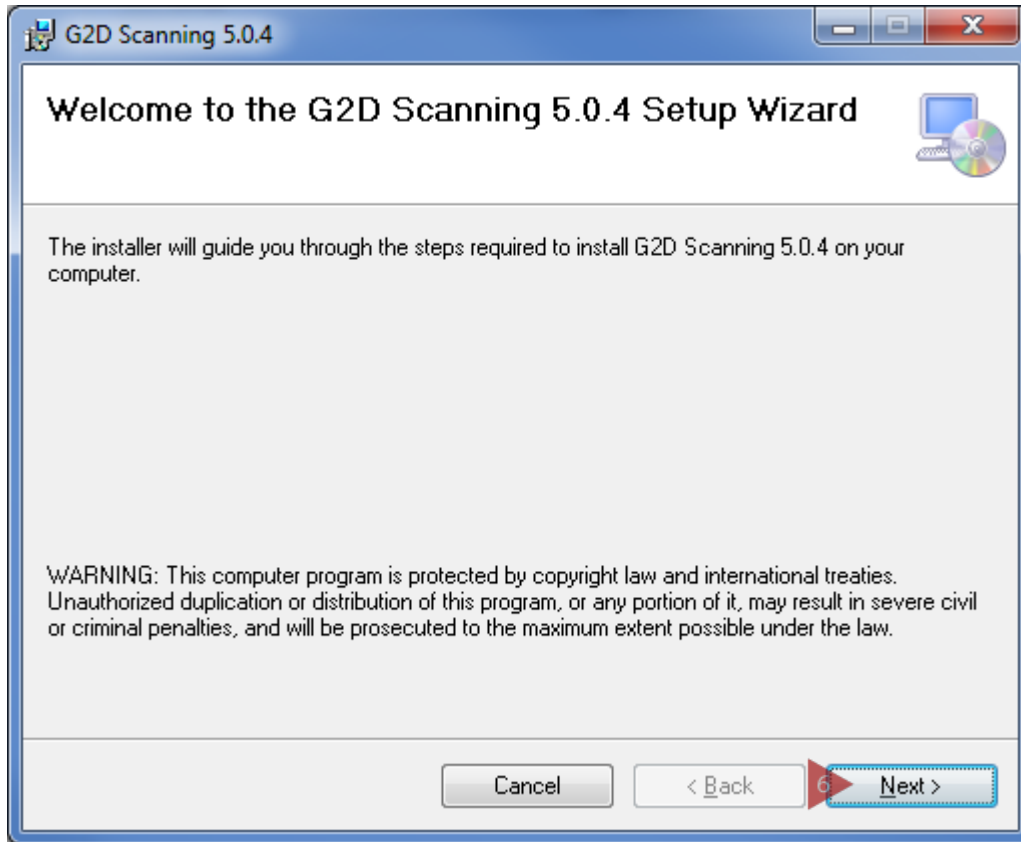 G2D Scanning 5.0.4
Welcome to the G2D Scanning 5.0.4 Setup Wizard
The installer will guide you through the steps required to install G2D Scanning 5.0.4 on your
computer.
WARNING: This computer program is protected by copyright law and international treaties.
Unauthorized duplication or distribution of this program, or any portion of it, may result in severe civil
or criminal penalties, and will be prosecuted to the maximum extent possible under the law.
Cancel < Back 6 Next >